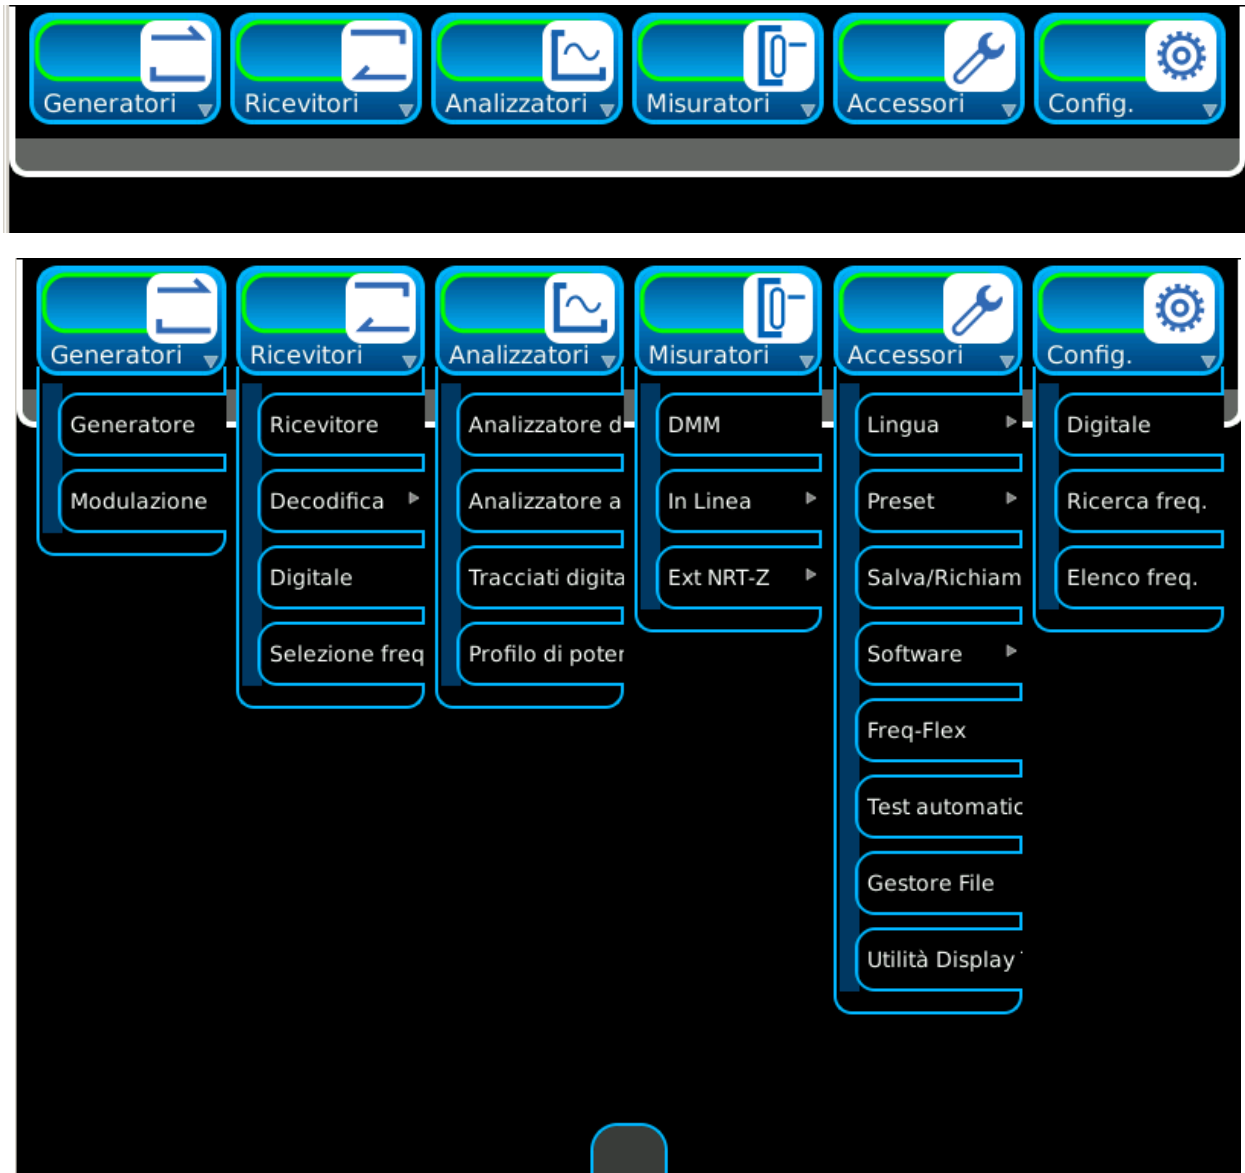 Generatori Ricevitori Analizzatori Misuratori Accessori Config.
Generatori Ricevitori Analizzatori Misuratori Accessori Config.
Generatore Ricevitore Analizzatore d DMM Lingua Digitale
Modulazione Decodifica Analizzatore a In Linea Preset Ricerca freq.
Digitale Tracciati digita Ext NRT-Z Salva/Richiam Elenco freq.
Selezione freq Profilo di poter Software
Freq-Flex
Test automatic
Gestore File
Utilità Display